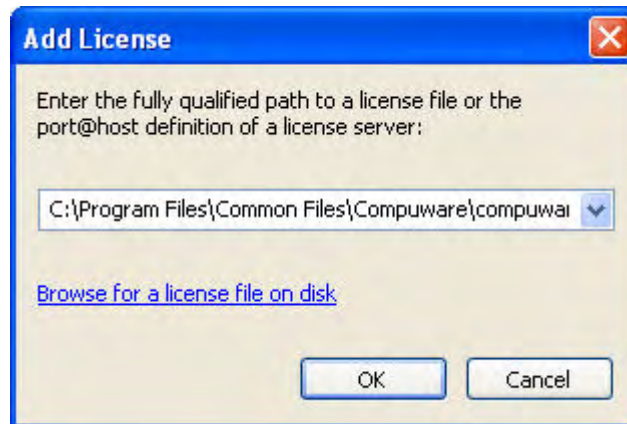 Add License
Enter the fully qualified path to a license file or the
port@host definition of a license server:
C:\Program Files\Common Files\Compuware\compuwar
Browse for a license file on disk
OK
Cancel